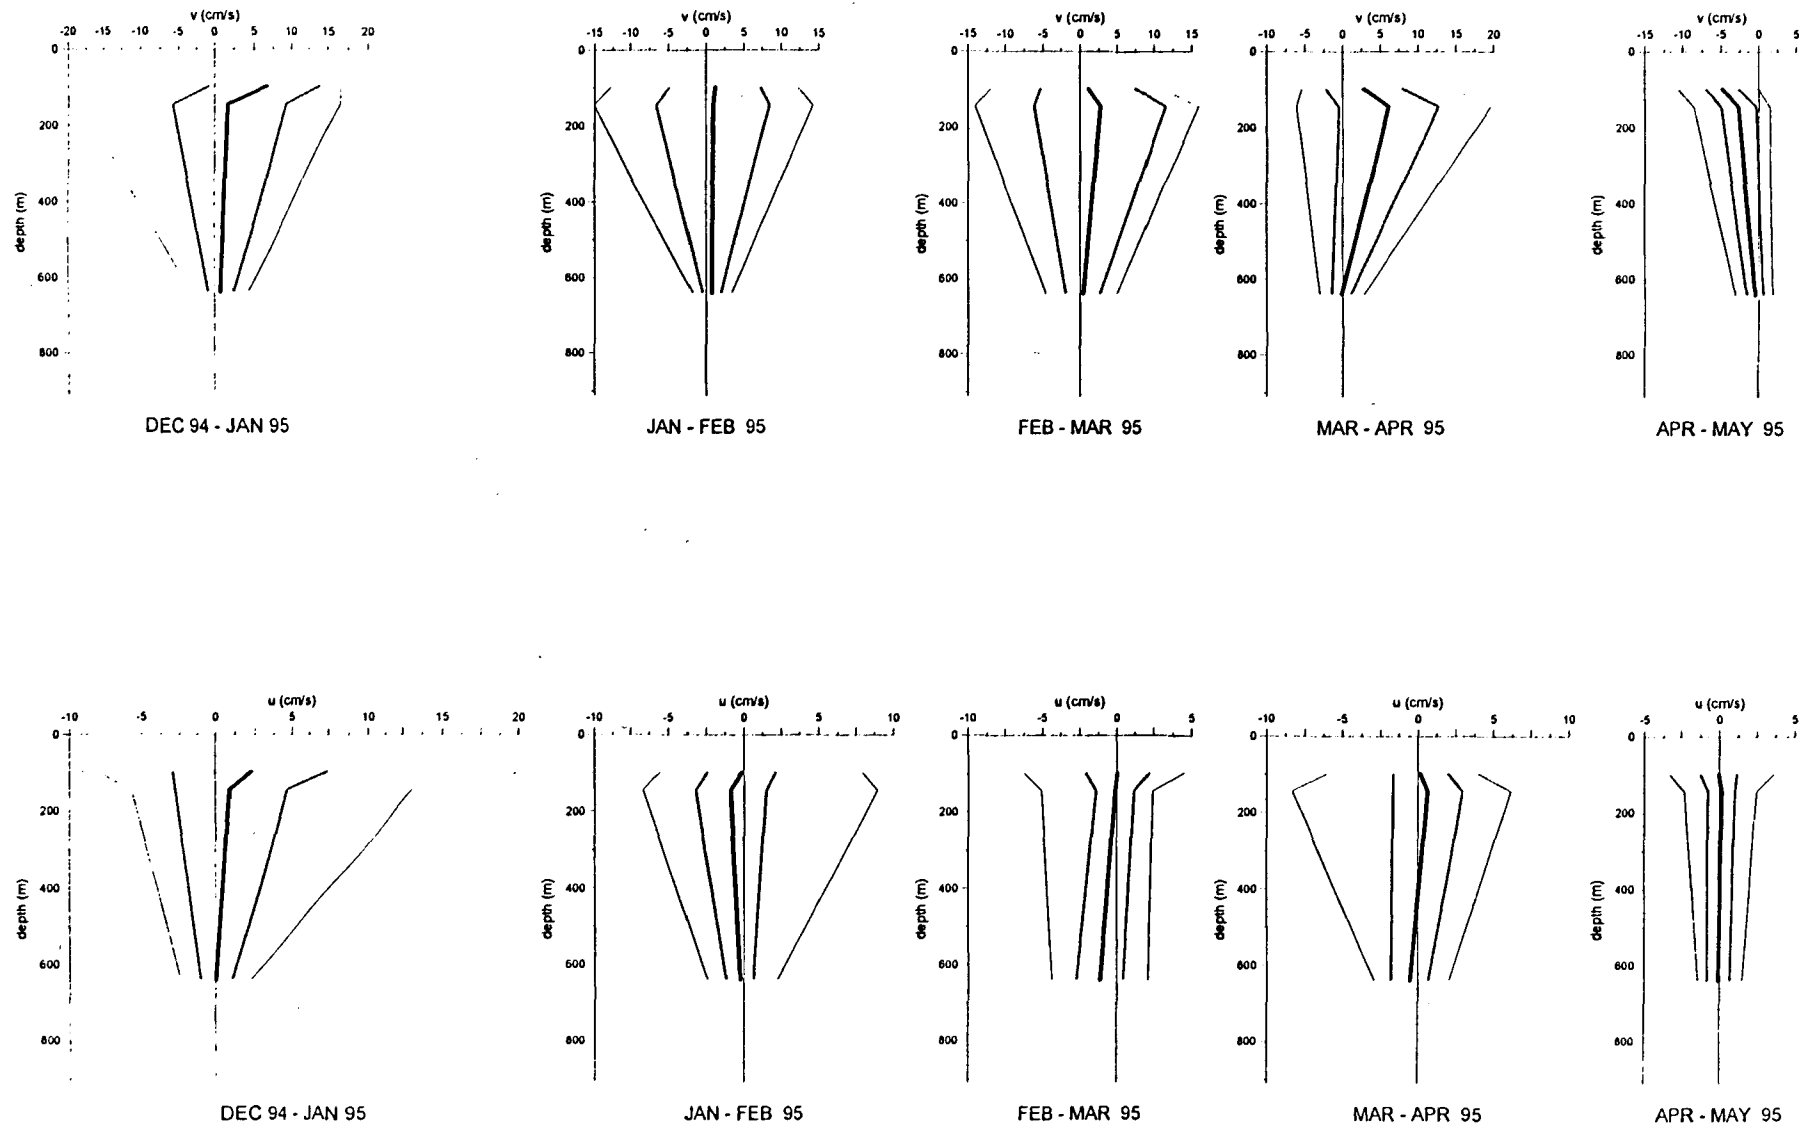 v (cm/s)
-20 -15 -10 -5 0 5 10 15 20
0
200
400
600
800
depth (m)
DEC 94 - JAN 95
v (cm/s)
-15 -10 -5 0 5 10 15
0
200
400
600
800
depth (m)
JAN - FEB 95
v (cm/s)
-15 -10 -5 0 5 10 15
0
200
400
600
800
depth (m)
FEB - MAR 95
v (cm/s)
-10 -5 0 5 10 15 20
0
200
400
600
800
depth (m)
MAR - APR 95
v (cm/s)
-15 -10 -5 0 5
0
200
400
600
800
depth (m)
APR - MAY 95
u (cm/s)
-10 -5 0 5 10 15 20
0
200
400
600
800
depth (m)
DEC 94 - JAN 95
u (cm/s)
-10 -5 0 5 10
0
200
400
600
800
depth (m)
JAN - FEB 95
u (cm/s)
-10 -5 0 5
0
200
400
600
800
depth (m)
FEB - MAR 95
u (cm/s)
-10 -5 0 5 10
0
200
400
600
800
depth (m)
MAR - APR 95
u (cm/s)
-5 0 5
0
200
400
600
800
depth (m)
APR - MAY 95